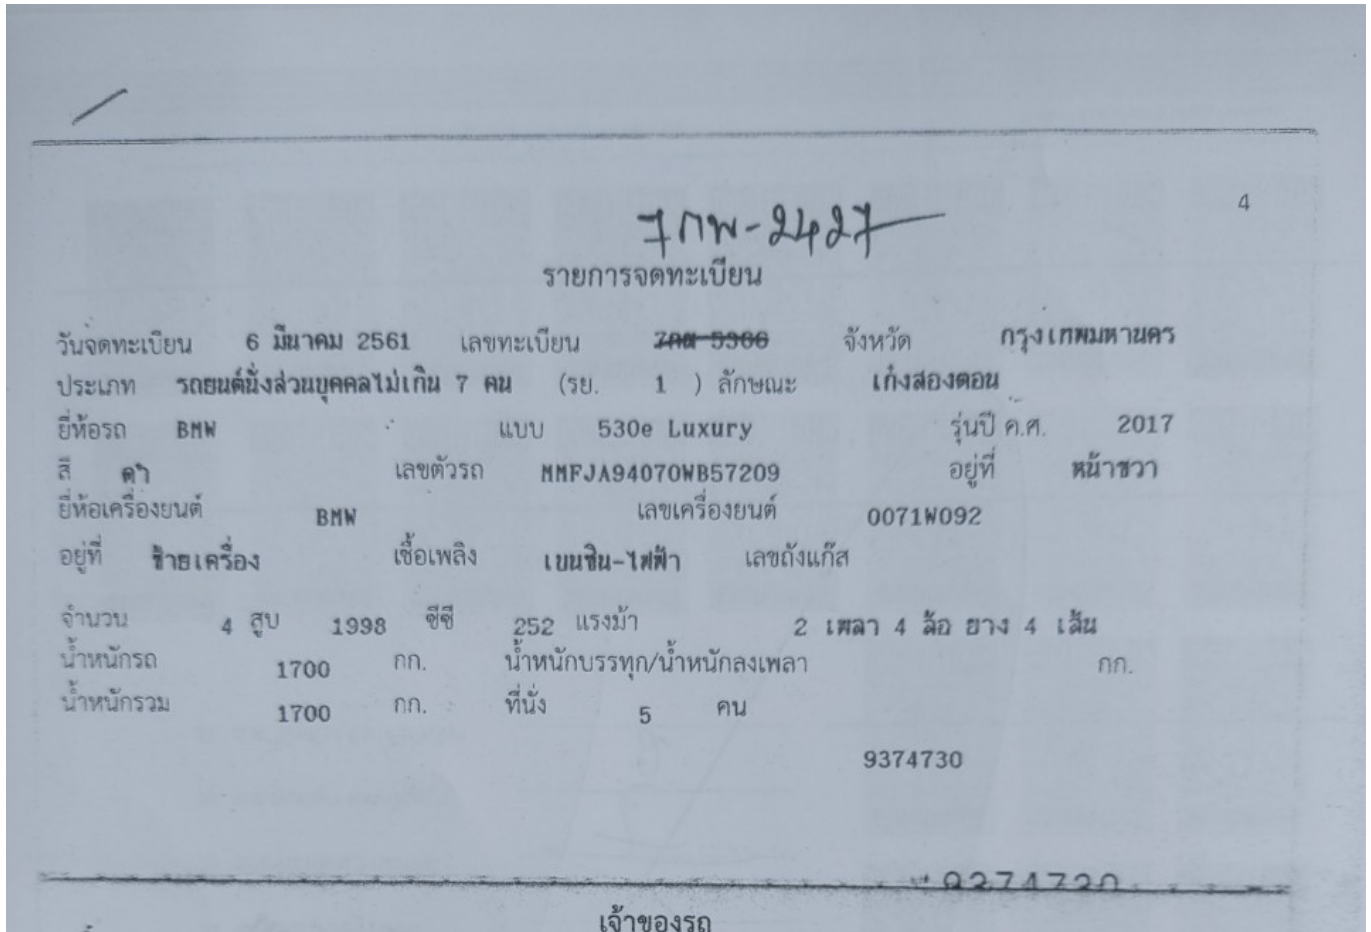 4
7กพ-2427
รายการจดทะเบียน
วันจดทะเบียน 6 มีนาคม 2561 เลขทะเบียน จังหวัด กรุงเทพมหานคร
ประเภท รถยนต์นั่งส่วนบุคคลไม่เกิน 7 คน (รย. 1 ) ลักษณะ เก๋งสองตอน
ยี่ห้อรถ BMW แบบ 530e Luxury รุ่นปี ค.ศ. 2017
สี ดำ เลขตัวรถ MMFJA94070WB57209 อยู่ที่ หน้าขวา
ยี่ห้อเครื่องยนต์ BMW เลขเครื่องยนต์ 0071W092
อยู่ที่ ซ้ายเครื่อง เชื้อเพลิง เบนซิน-ไฟฟ้า เลขถังแก๊ส
จำนวน 4 สูบ 1998 ซีซี 252 แรงม้า 2 เพลา 4 ล้อ ยาง 4 เส้น
น้ำหนักรถ 1700 กก. น้ำหนักบรรทุก/น้ำหนักลงเพลา กก.
น้ำหนักรวม 1700 กก. ที่นั่ง 5 คน
9374730
9374730
เจ้าของรถ